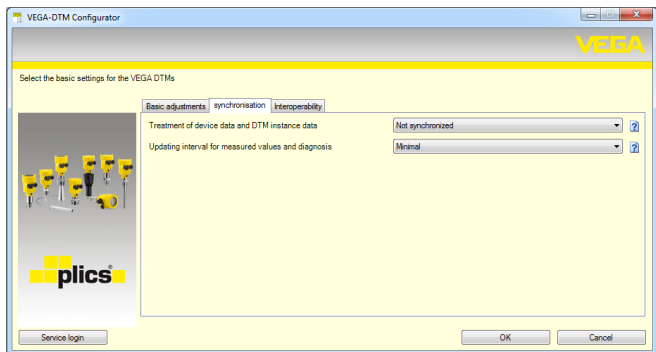 VEGA-DTM Configurator
VEGA
Select the basic settings for the VEGA DTMs
Basic adjustments synchronisation Interoperability
Treatment of device data and DTM instance data Not synchronized ?
Updating interval for measured values and diagnosis Minimal ?
plics®
Service login OK Cancel